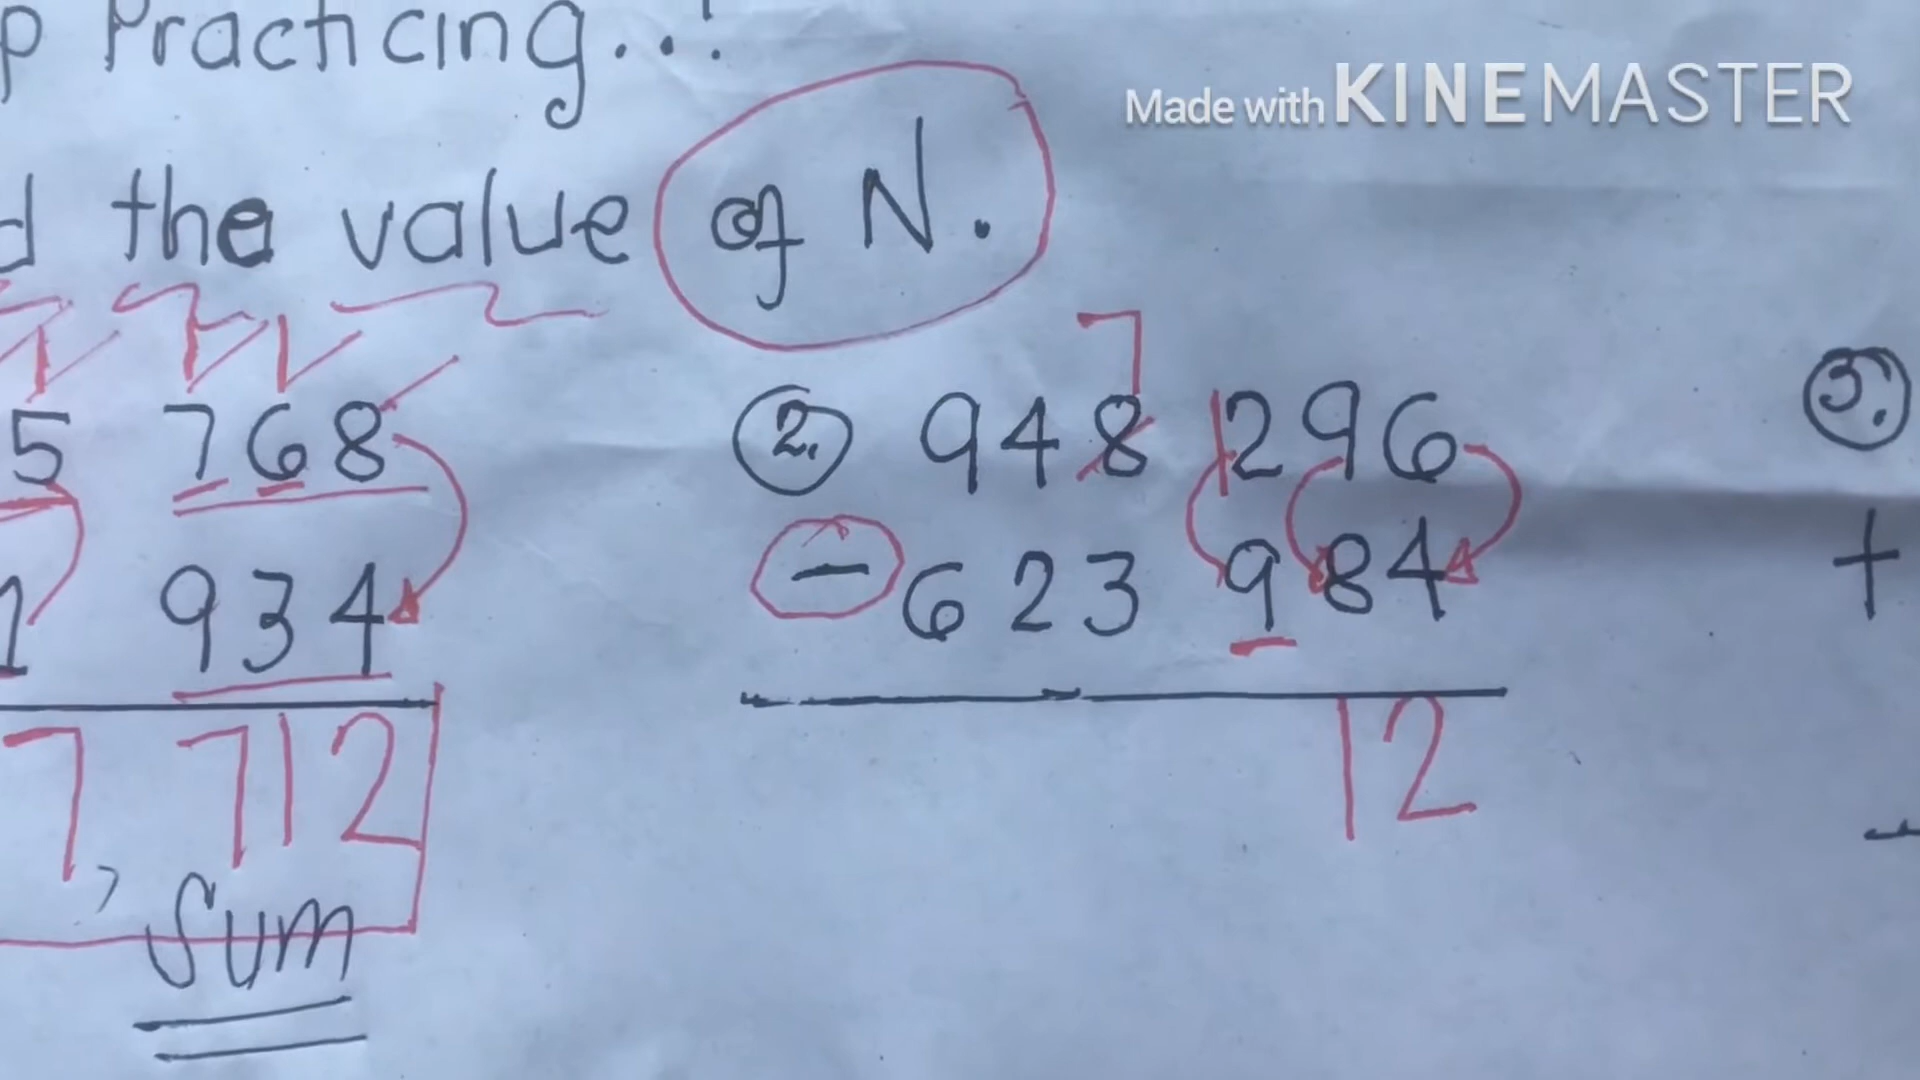 p Practicing...!
Made with KINEMASTER
d the value of N.
5 768
1 934
7,712
Sum
7
2. 948 1296
- 623 984
12
3.
+